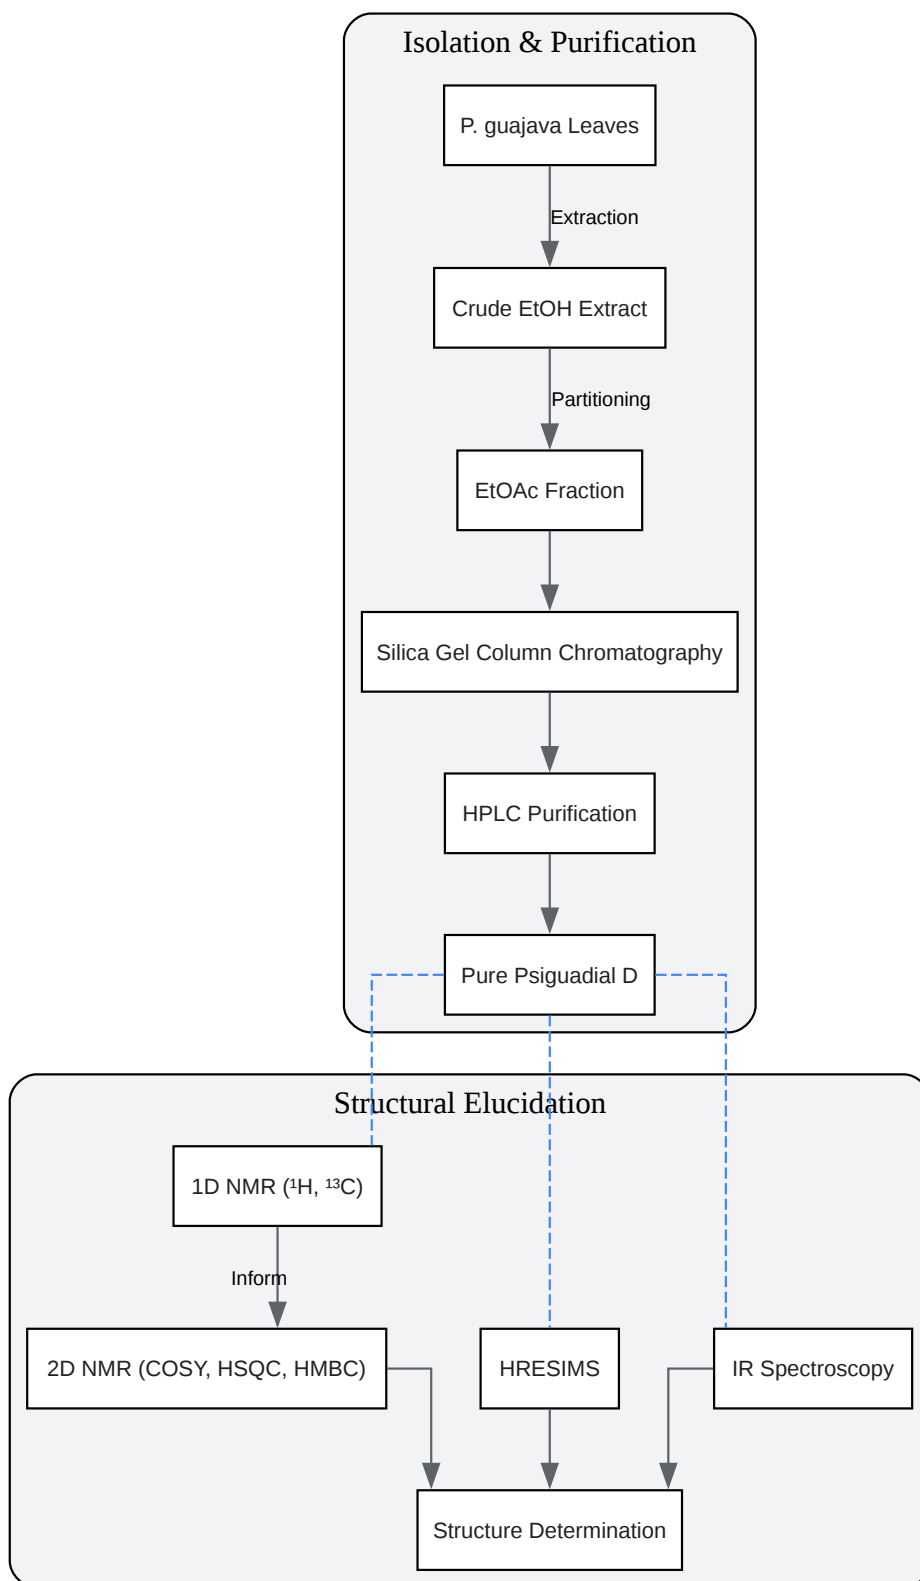 Isolation & Purification
P. guajava Leaves
Extraction
Crude EtOH Extract
Partitioning
EtOAc Fraction
Silica Gel Column Chromatography
HPLC Purification
Pure Psiguadial D
Structural Elucidation
1D NMR (¹H, ¹³C)
Inform
2D NMR (COSY, HSQC, HMBC)
HRESIMS
IR Spectroscopy
Structure Determination